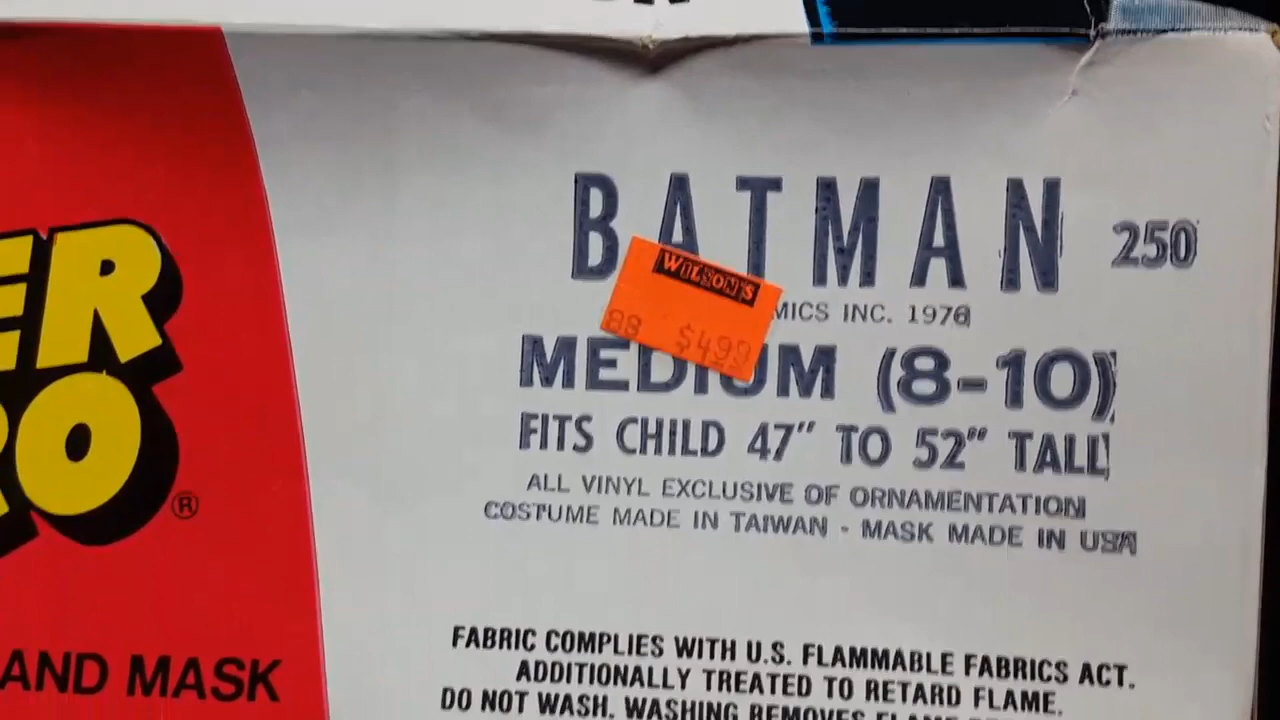 ER
RO
®
AND MASK
BATMAN 250
WILSON'S
88 $4.99
MICS INC. 1976
MEDIUM (8-10)
FITS CHILD 47" TO 52" TALL
ALL VINYL EXCLUSIVE OF ORNAMENTATION
COSTUME MADE IN TAIWAN - MASK MADE IN USA
FABRIC COMPLIES WITH U.S. FLAMMABLE FABRICS ACT.
ADDITIONALLY TREATED TO RETARD FLAME.
DO NOT WASH. WASHING REMOVES